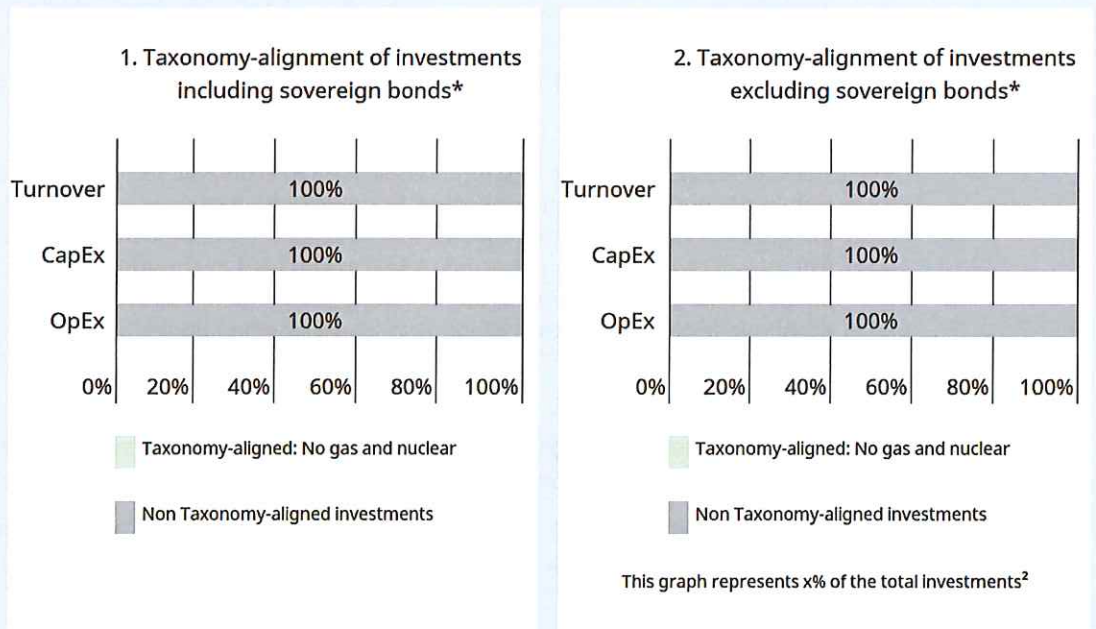 1. Taxonomy-alignment of investments
including sovereign bonds*
Turnover 100%
CapEx 100%
OpEx 100%
0% 20% 40% 60% 80% 100%
Taxonomy-aligned: No gas and nuclear
Non Taxonomy-aligned investments
2. Taxonomy-alignment of investments
excluding sovereign bonds*
Turnover 100%
CapEx 100%
OpEx 100%
0% 20% 40% 60% 80% 100%
Taxonomy-aligned: No gas and nuclear
Non Taxonomy-aligned investments
This graph represents x% of the total investments²